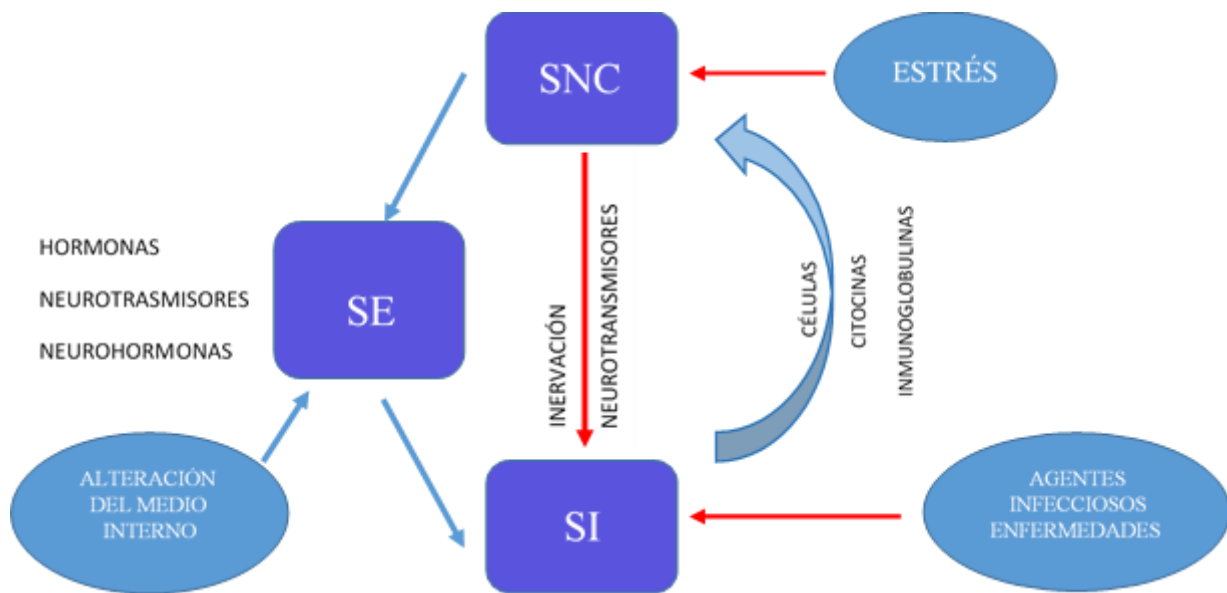 SNC
ESTRÉS
HORMONAS
NEUROTRASMISORES
NEUROHORMONAS
SE
INERVACIÓN
NEUROTRANSMISORES
CÉLULAS
CITOCINAS
INMUNOGLOBULINAS
ALTERACIÓN
DEL MEDIO
INTERNO
SI
AGENTES
INFECCIOSOS
ENFERMEDADES